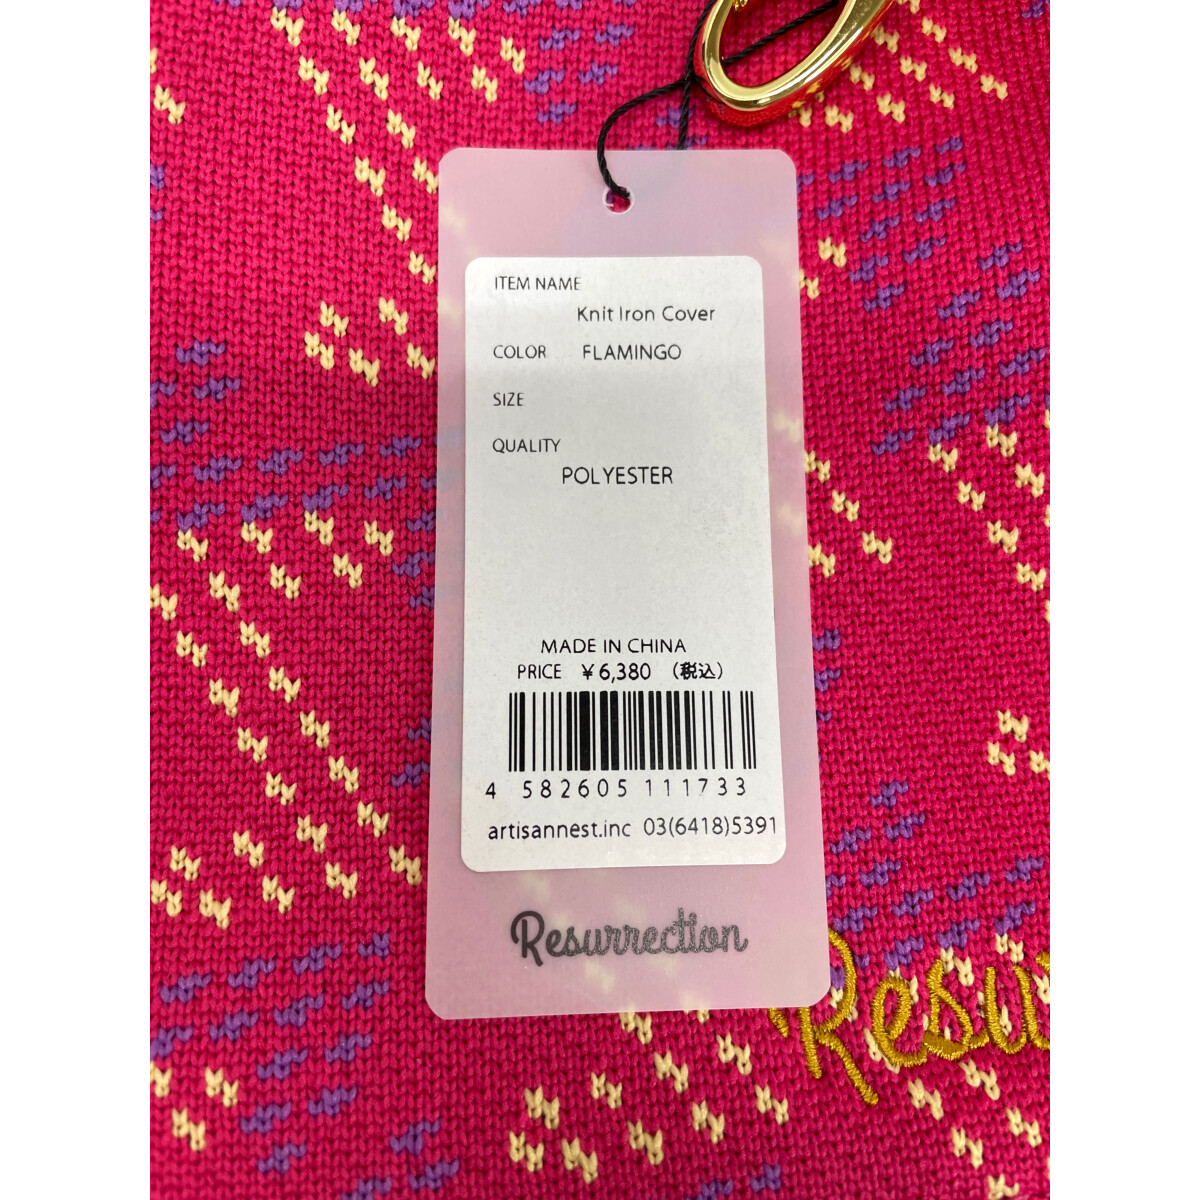 ITEM NAME
Knit Iron Cover
COLOR FLAMINGO
SIZE
QUALITY
POLYESTER
MADE IN CHINA
PRICE ¥6,380 (税込)
4 582605 111733
artisannest.inc 03(6418)5391
Resurrection
Resu